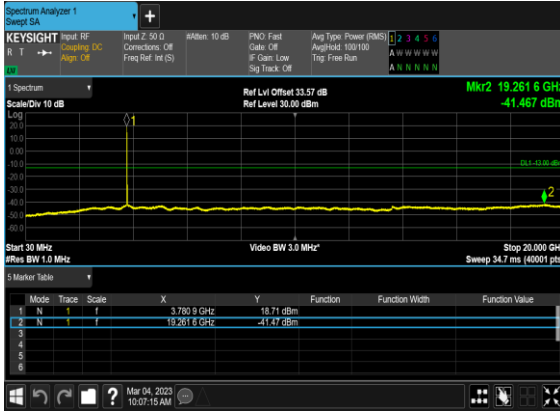 Spectrum Analyzer 1
Swept SA
+
KEYSIGHT
R T
Input: RF
Coupling: DC
Align: Off
Input Z: 50 Ω
Corrections: Off
Freq Ref: Int (S)
#Atten: 10 dB
PNO: Fast
Gate: Off
IF Gain: Low
Sig Track: Off
Avg Type: Power (RMS)
Avg|Hold: 100/100
Trig: Free Run
1 2 3 4 5 6
A W W W W W
A N N N N N
1 Spectrum
Scale/Div 10 dB
Ref Lvl Offset 33.57 dB
Ref Level 30.00 dBm
Mkr2 19.261 6 GHz
-41.467 dBm
Log
20.0
10.0
0.00
-10.0
-20.0
-30.0
-40.0
-50.0
-60.0
1
DL1 -13.00 dBm
2
Start 30 MHz
#Res BW 1.0 MHz
Video BW 3.0 MHz*
Stop 20.000 GH
Sweep 34.7 ms (40001 pts
5 Marker Table
Mode Trace Scale X Y Function Function Width Function Value
1 N 1 f 3.780 9 GHz 18.71 dBm
2 N 1 f 19.261 6 GHz -41.47 dBm
3
4
5
6
?
Mar 04, 2023
10:07:15 AM